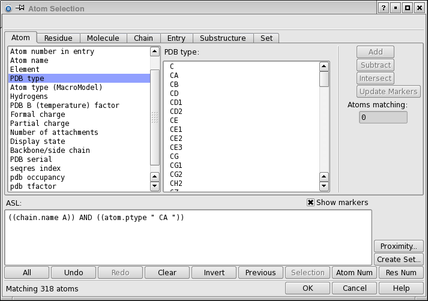 Atom Selection
Atom Residue Molecule Chain Entry Substructure Set
Atom number in entry
Atom name
Element
PDB type
Atom type (MacroModel)
Hydrogens
PDB B (temperature) factor
Formal charge
Partial charge
Number of attachments
Display state
Backbone/side chain
PDB serial
seqres index
pdb occupancy
pdb tfactor
PDB type:
C
CA
CB
CD
CD1
CD2
CE
CE1
CE2
CE3
CG
CG1
CG2
CH2
Add
Subtract
Intersect
Update Markers
Atoms matching:
0
ASL:
Show markers
((chain.name A)) AND ((atom.ptype " CA "))
Proximity..
Create Set...
All Undo Redo Clear Invert Previous Selection Atom Num Res Num
Matching 318 atoms
OK Cancel Help